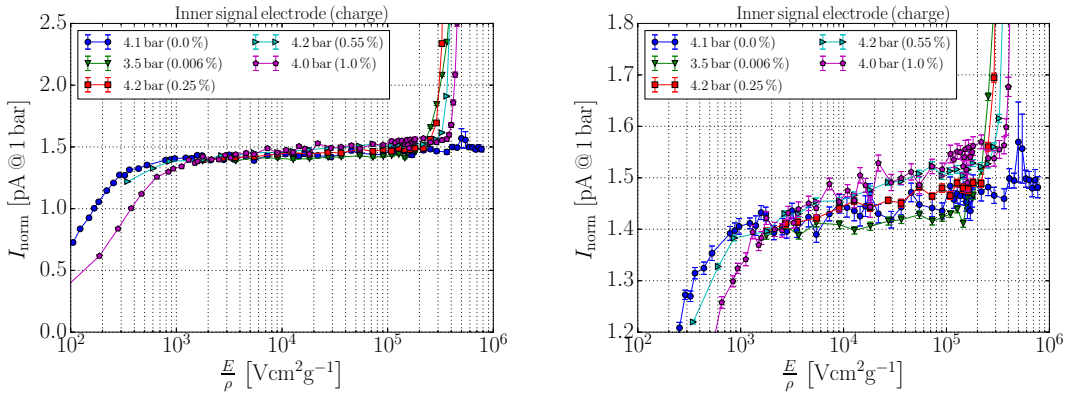 Inner signal electrode (charge)
4.1 bar (0.0 %)
3.5 bar (0.006 %)
4.2 bar (0.25 %)
4.2 bar (0.55 %)
4.0 bar (1.0 %)
2.5
2.0
1.5
1.0
0.5
0.0
I_norm [pA @ 1 bar]
10^2 10^3 10^4 10^5 10^6
E/ρ [Vcm²g⁻¹]
Inner signal electrode (charge)
4.1 bar (0.0 %)
3.5 bar (0.006 %)
4.2 bar (0.25 %)
4.2 bar (0.55 %)
4.0 bar (1.0 %)
1.8
1.7
1.6
1.5
1.4
1.3
1.2
I_norm [pA @ 1 bar]
10^2 10^3 10^4 10^5 10^6
E/ρ [Vcm²g⁻¹]